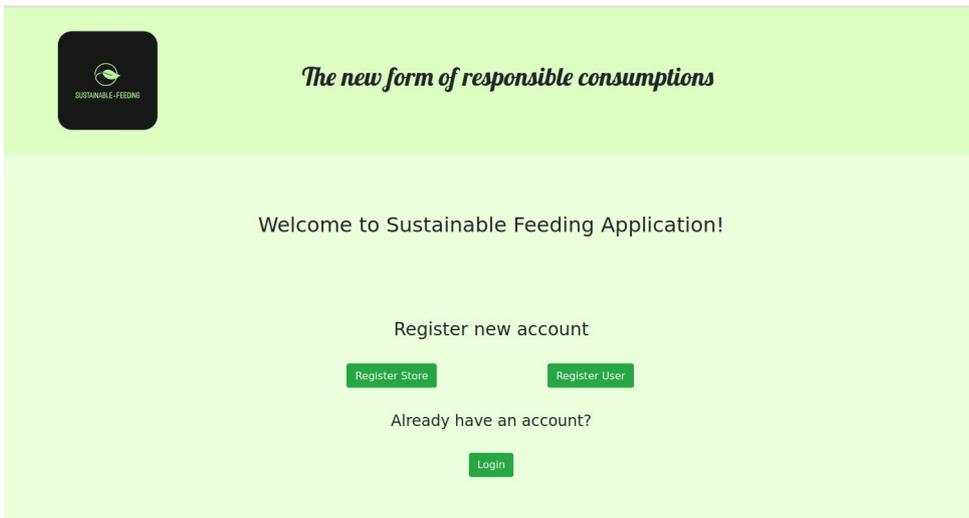 SUSTAINABLE-FEEDING
The new form of responsible consumptions
Welcome to Sustainable Feeding Application!
Register new account
Register Store
Register User
Already have an account?
Login